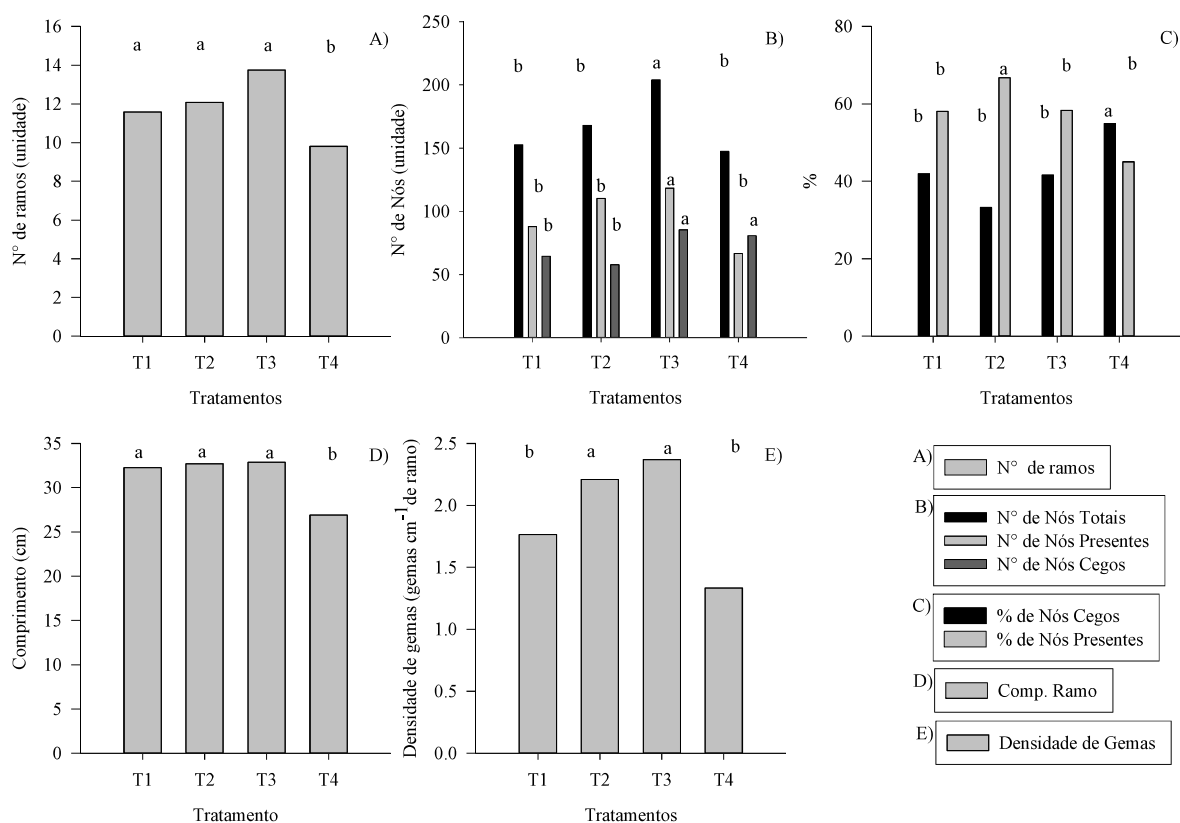 A)
N° de ramos (unidade)
16
14
12
10
8
6
4
2
0
a a a b
T1 T2 T3 T4
Tratamentos
B)
N° de Nós (unidade)
250
200
150
100
50
0
b b a b
b b a b
b b a a
T1 T2 T3 T4
Tratamentos
C)
%
80
60
40
20
0
b a b b
b b b a
T1 T2 T3 T4
Tratamentos
D)
Comprimento (cm)
35
30
25
20
15
10
5
0
a a a b
T1 T2 T3 T4
Tratamento
E)
Densidade de gemas (gemas cm-1 de ramo)
2.5
2.0
1.5
1.0
0.5
0.0
b a a b
T1 T2 T3 T4
Tratamentos
A)
N° de ramos
B)
N° de Nós Totais
N° de Nós Presentes
N° de Nós Cegos
C)
% de Nós Cegos
% de Nós Presentes
D)
Comp. Ramo
E)
Densidade de Gemas